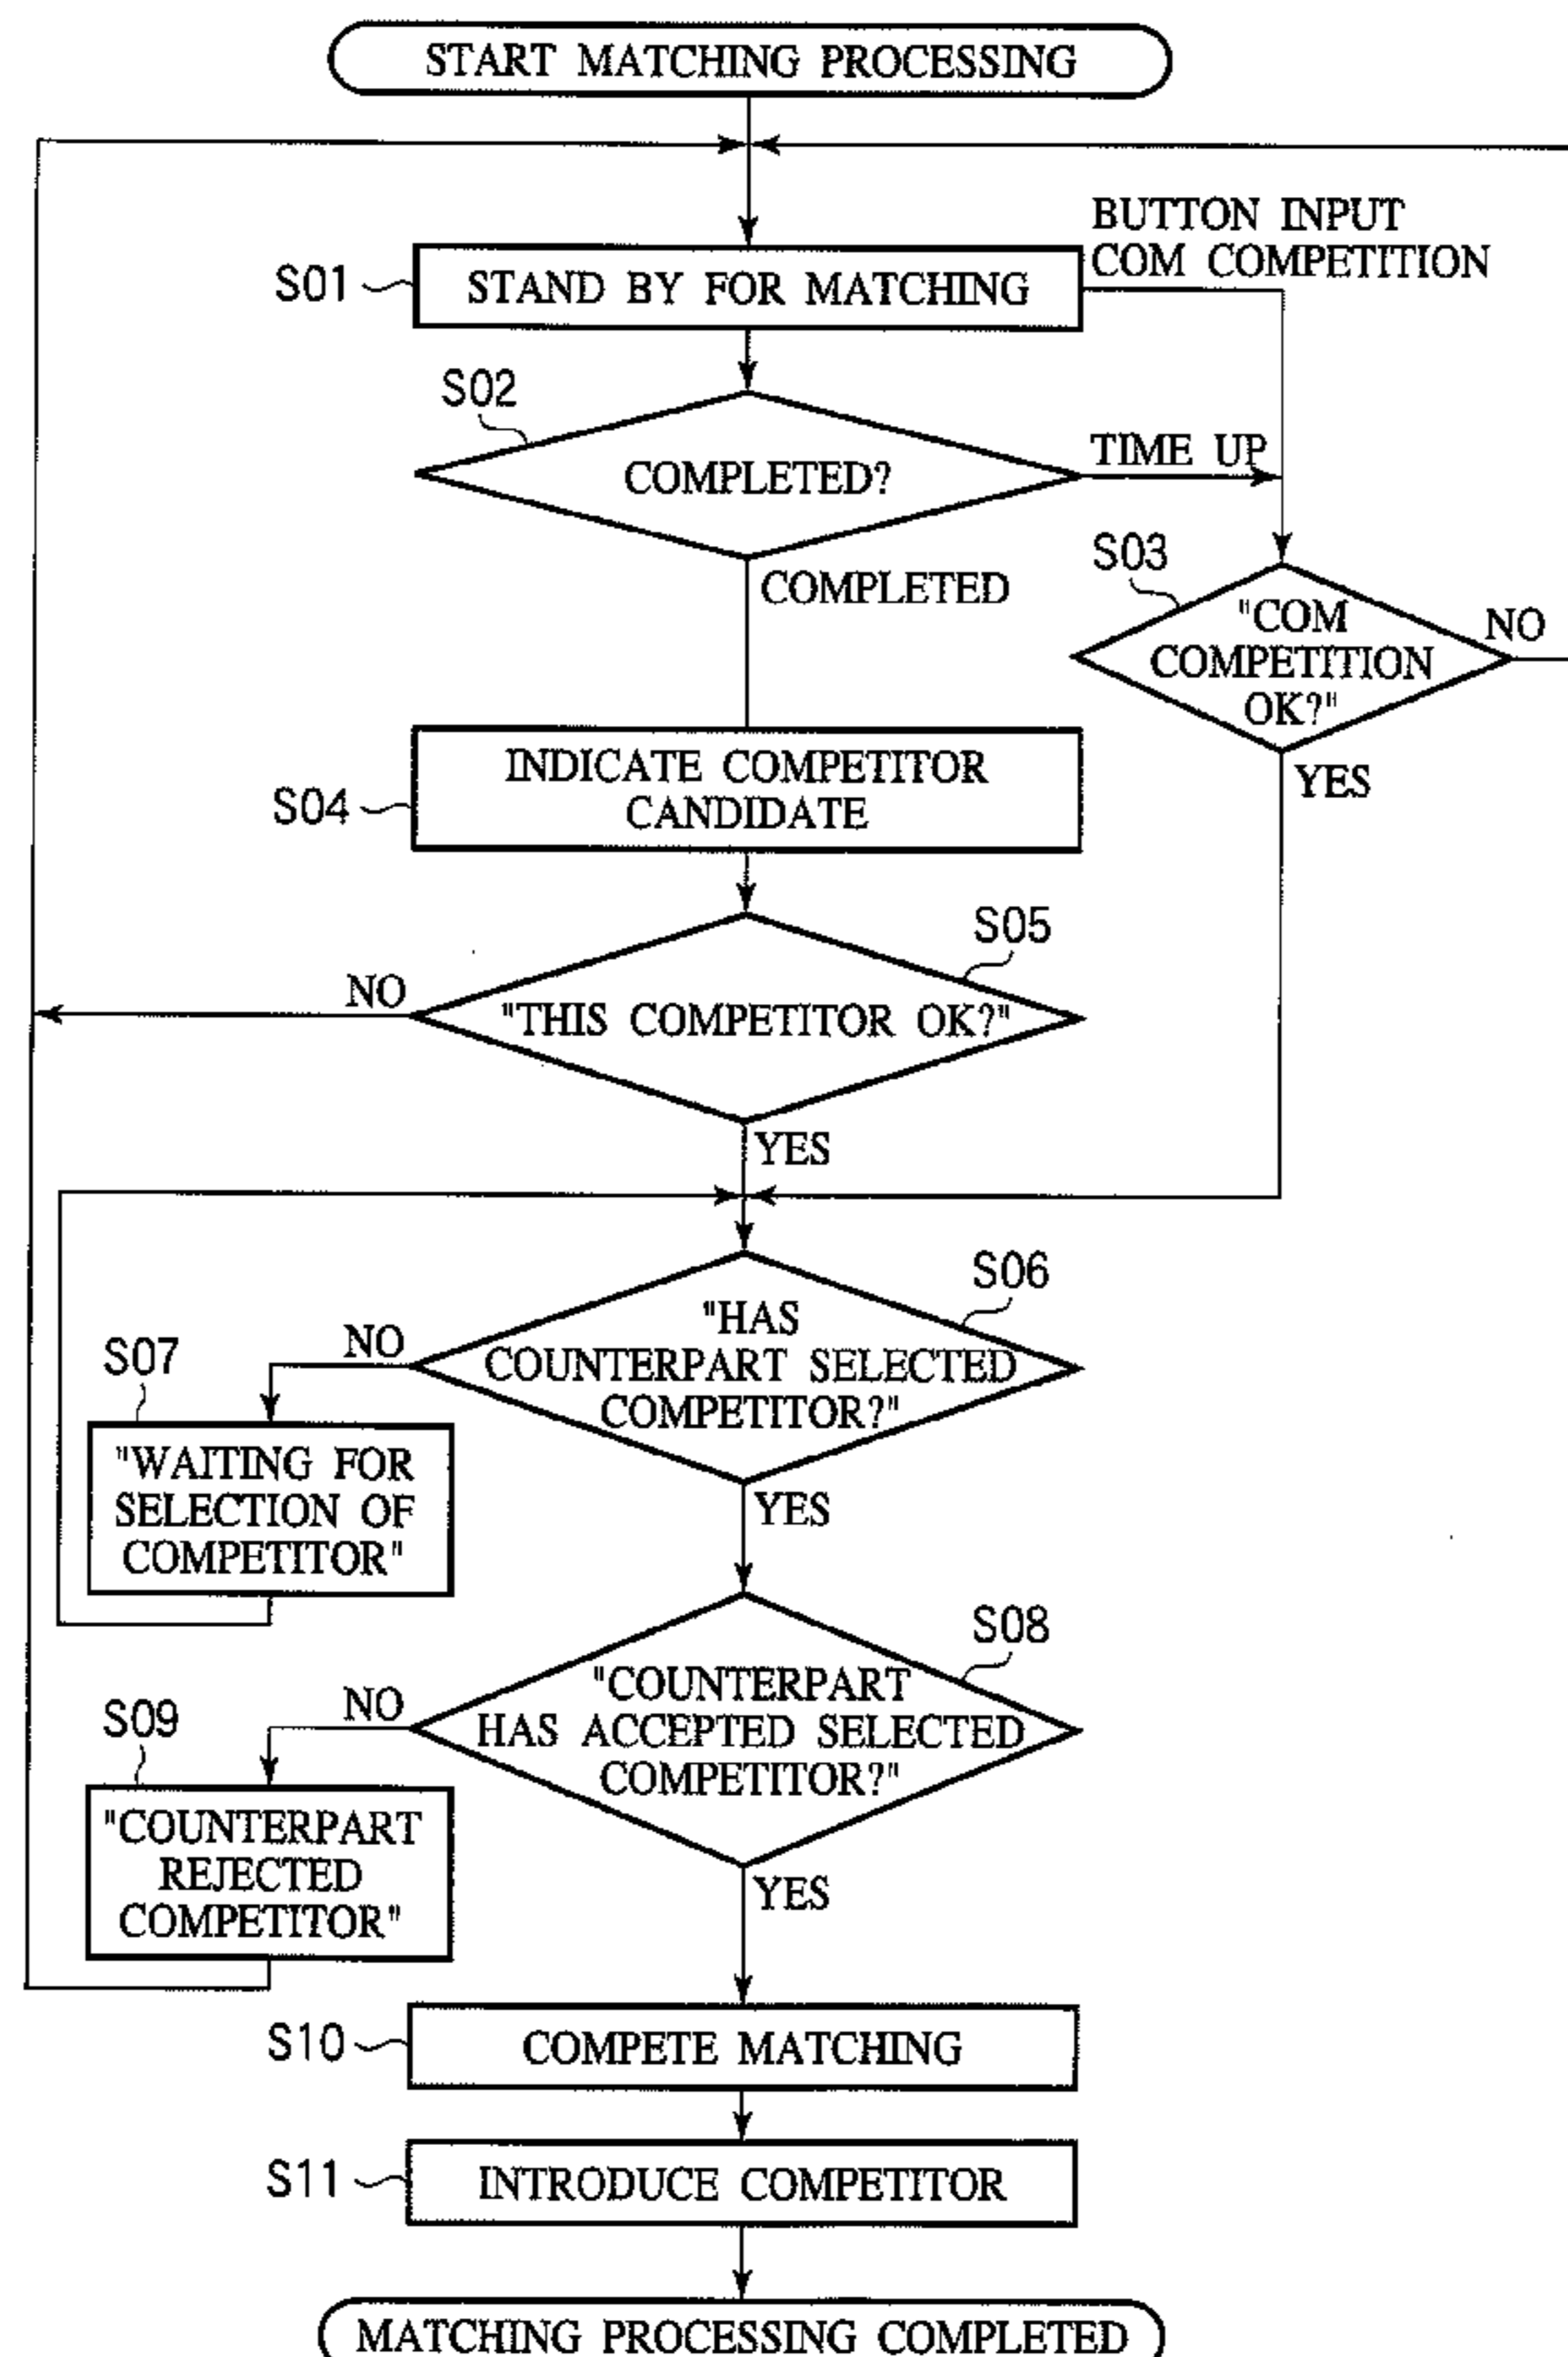 START MATCHING PROCESSING
BUTTON INPUT
COM COMPETITION
S01
STAND BY FOR MATCHING
S02
COMPLETED?
TIME UP
COMPLETED
S03
"COM
COMPETITION
OK?"
NO
YES
S04
INDICATE COMPETITOR
CANDIDATE
S05
"THIS COMPETITOR OK?"
NO
YES
S06
"HAS
COUNTERPART SELECTED
COMPETITOR?"
NO
YES
S07
"WAITING FOR
SELECTION OF
COMPETITOR"
S08
"COUNTERPART
HAS ACCEPTED SELECTED
COMPETITOR?"
NO
YES
S09
"COUNTERPART
REJECTED
COMPETITOR"
S10
COMPETE MATCHING
S11
INTRODUCE COMPETITOR
MATCHING PROCESSING COMPLETED